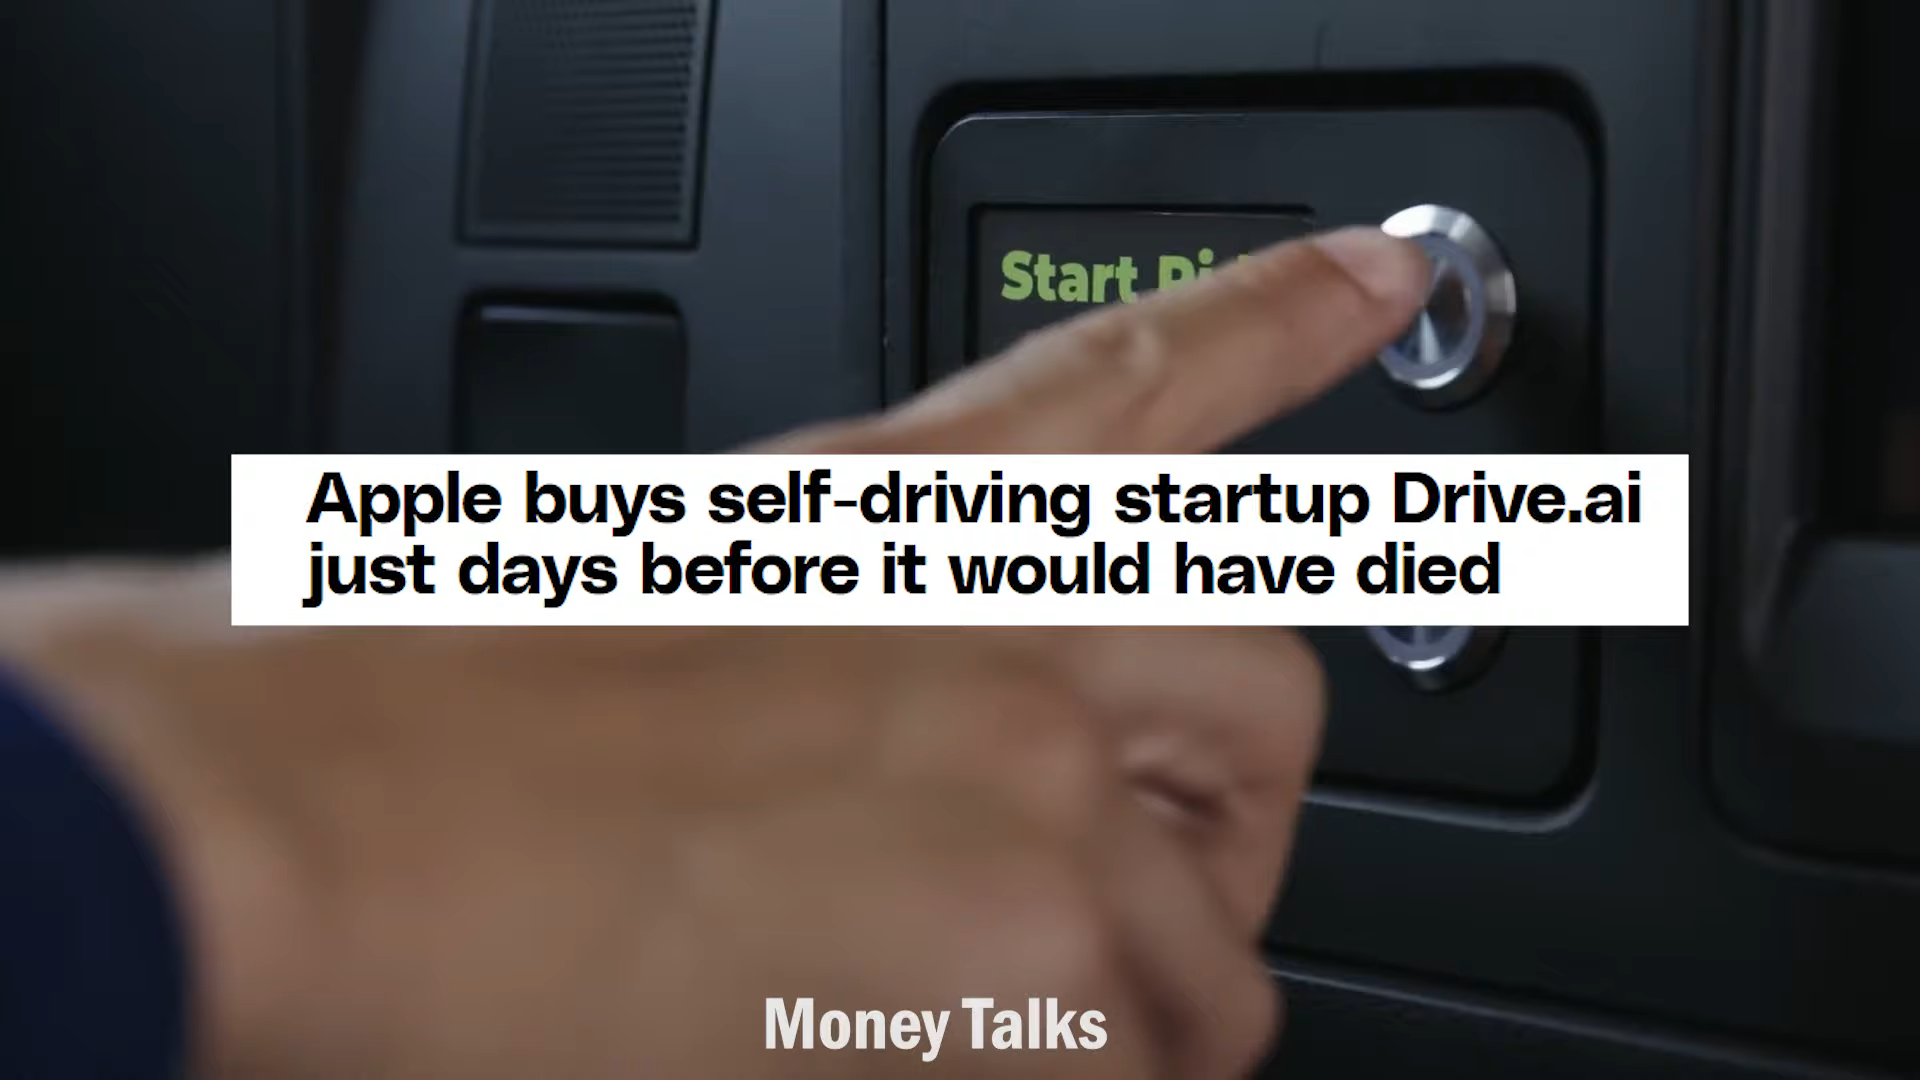 Start
Apple buys self-driving startup Drive.ai
just days before it would have died
Money Talks